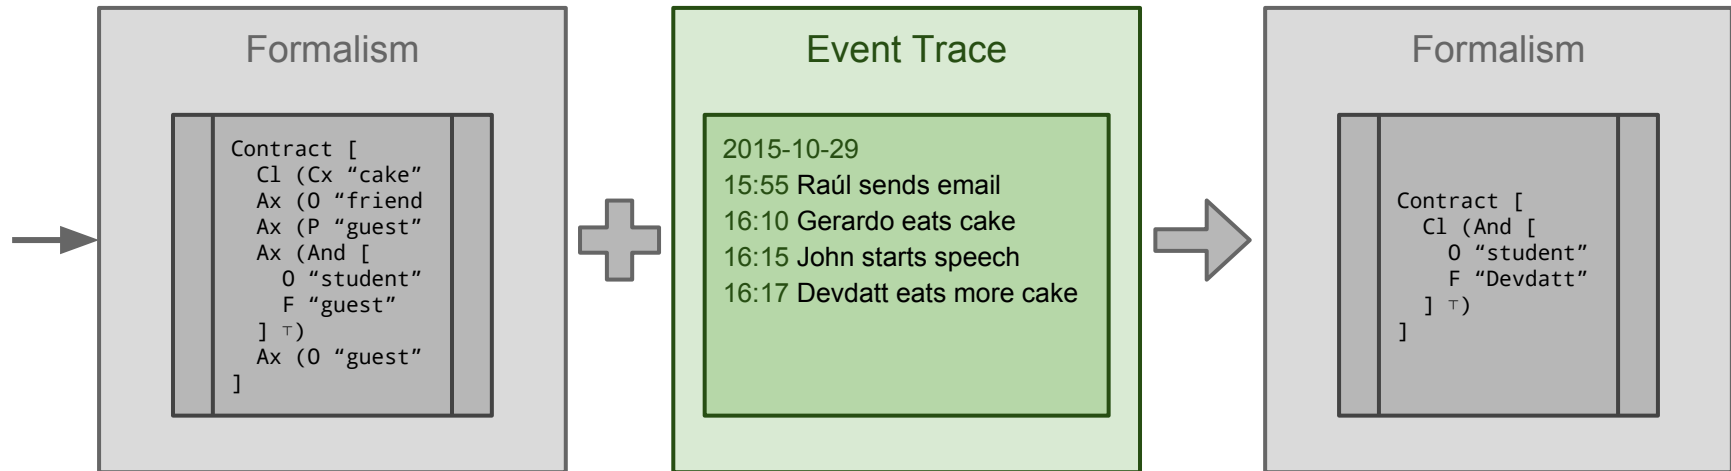 Formalism
Contract [
  Cl (Cx “cake”
  Ax (O “friend
  Ax (P “guest”
  Ax (And [
    O “student”
    F “guest”
  ] ⊤)
  Ax (O “guest”
]
Event Trace
2015-10-29
15:55 Raúl sends email
16:10 Gerardo eats cake
16:15 John starts speech
16:17 Devdatt eats more cake
Formalism
Contract [
  Cl (And [
    O “student”
    F “Devdatt”
  ] ⊤)
]